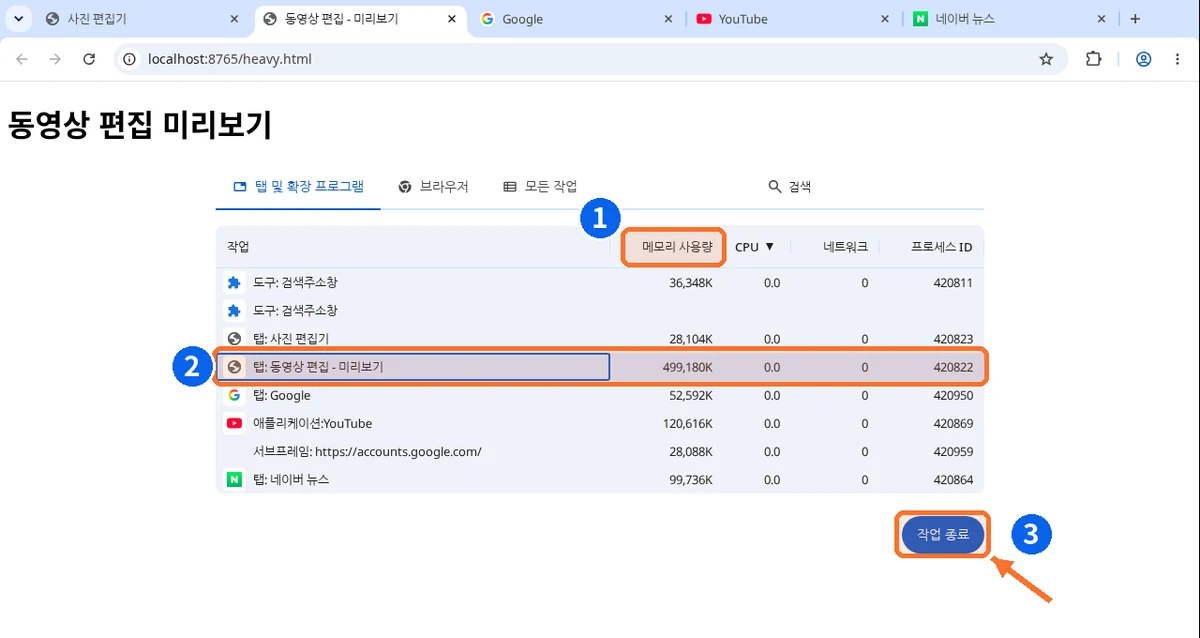 사진 편집기
동영상 편집 - 미리보기
Google
YouTube
네이버 뉴스
localhost:8765/heavy.html
동영상 편집 미리보기
탭 및 확장 프로그램 브라우저 모든 작업 검색
1
작업 메모리 사용량 CPU ▼ 네트워크 프로세스 ID
도구: 검색주소창 36,348K 0.0 0 420811
도구: 검색주소창
탭: 사진 편집기 28,104K 0.0 0 420823
2 탭: 동영상 편집 - 미리보기 499,180K 0.0 0 420822
탭: Google 52,592K 0.0 0 420950
애플리케이션:YouTube 120,616K 0.0 0 420869
서브프레임: https://accounts.google.com/ 28,088K 0.0 0 420959
N 탭: 네이버 뉴스 99,736K 0.0 0 420864
작업 종료 3